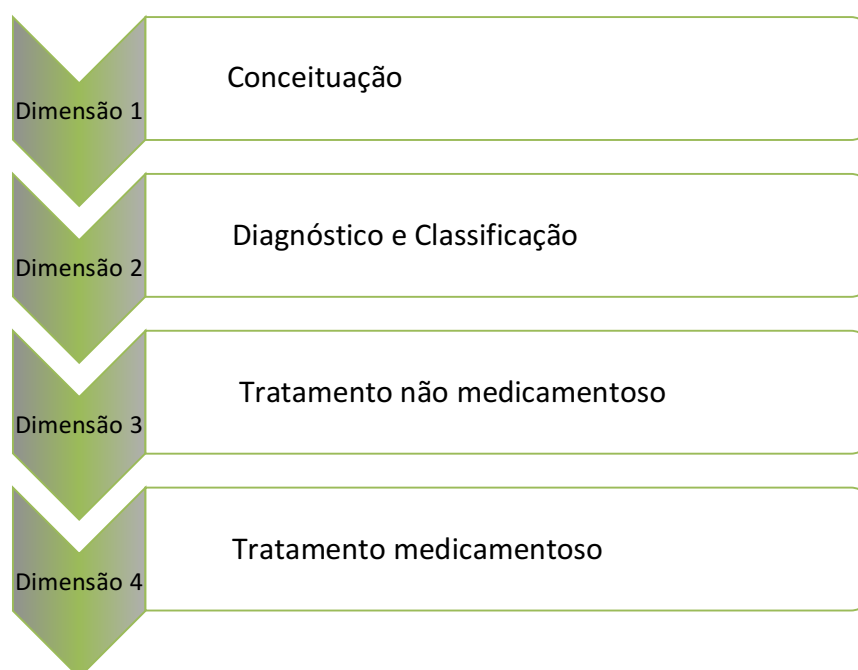 Dimensão 1
Conceituação
Dimensão 2
Diagnóstico e Classificação
Dimensão 3
Tratamento não medicamentoso
Dimensão 4
Tratamento medicamentoso